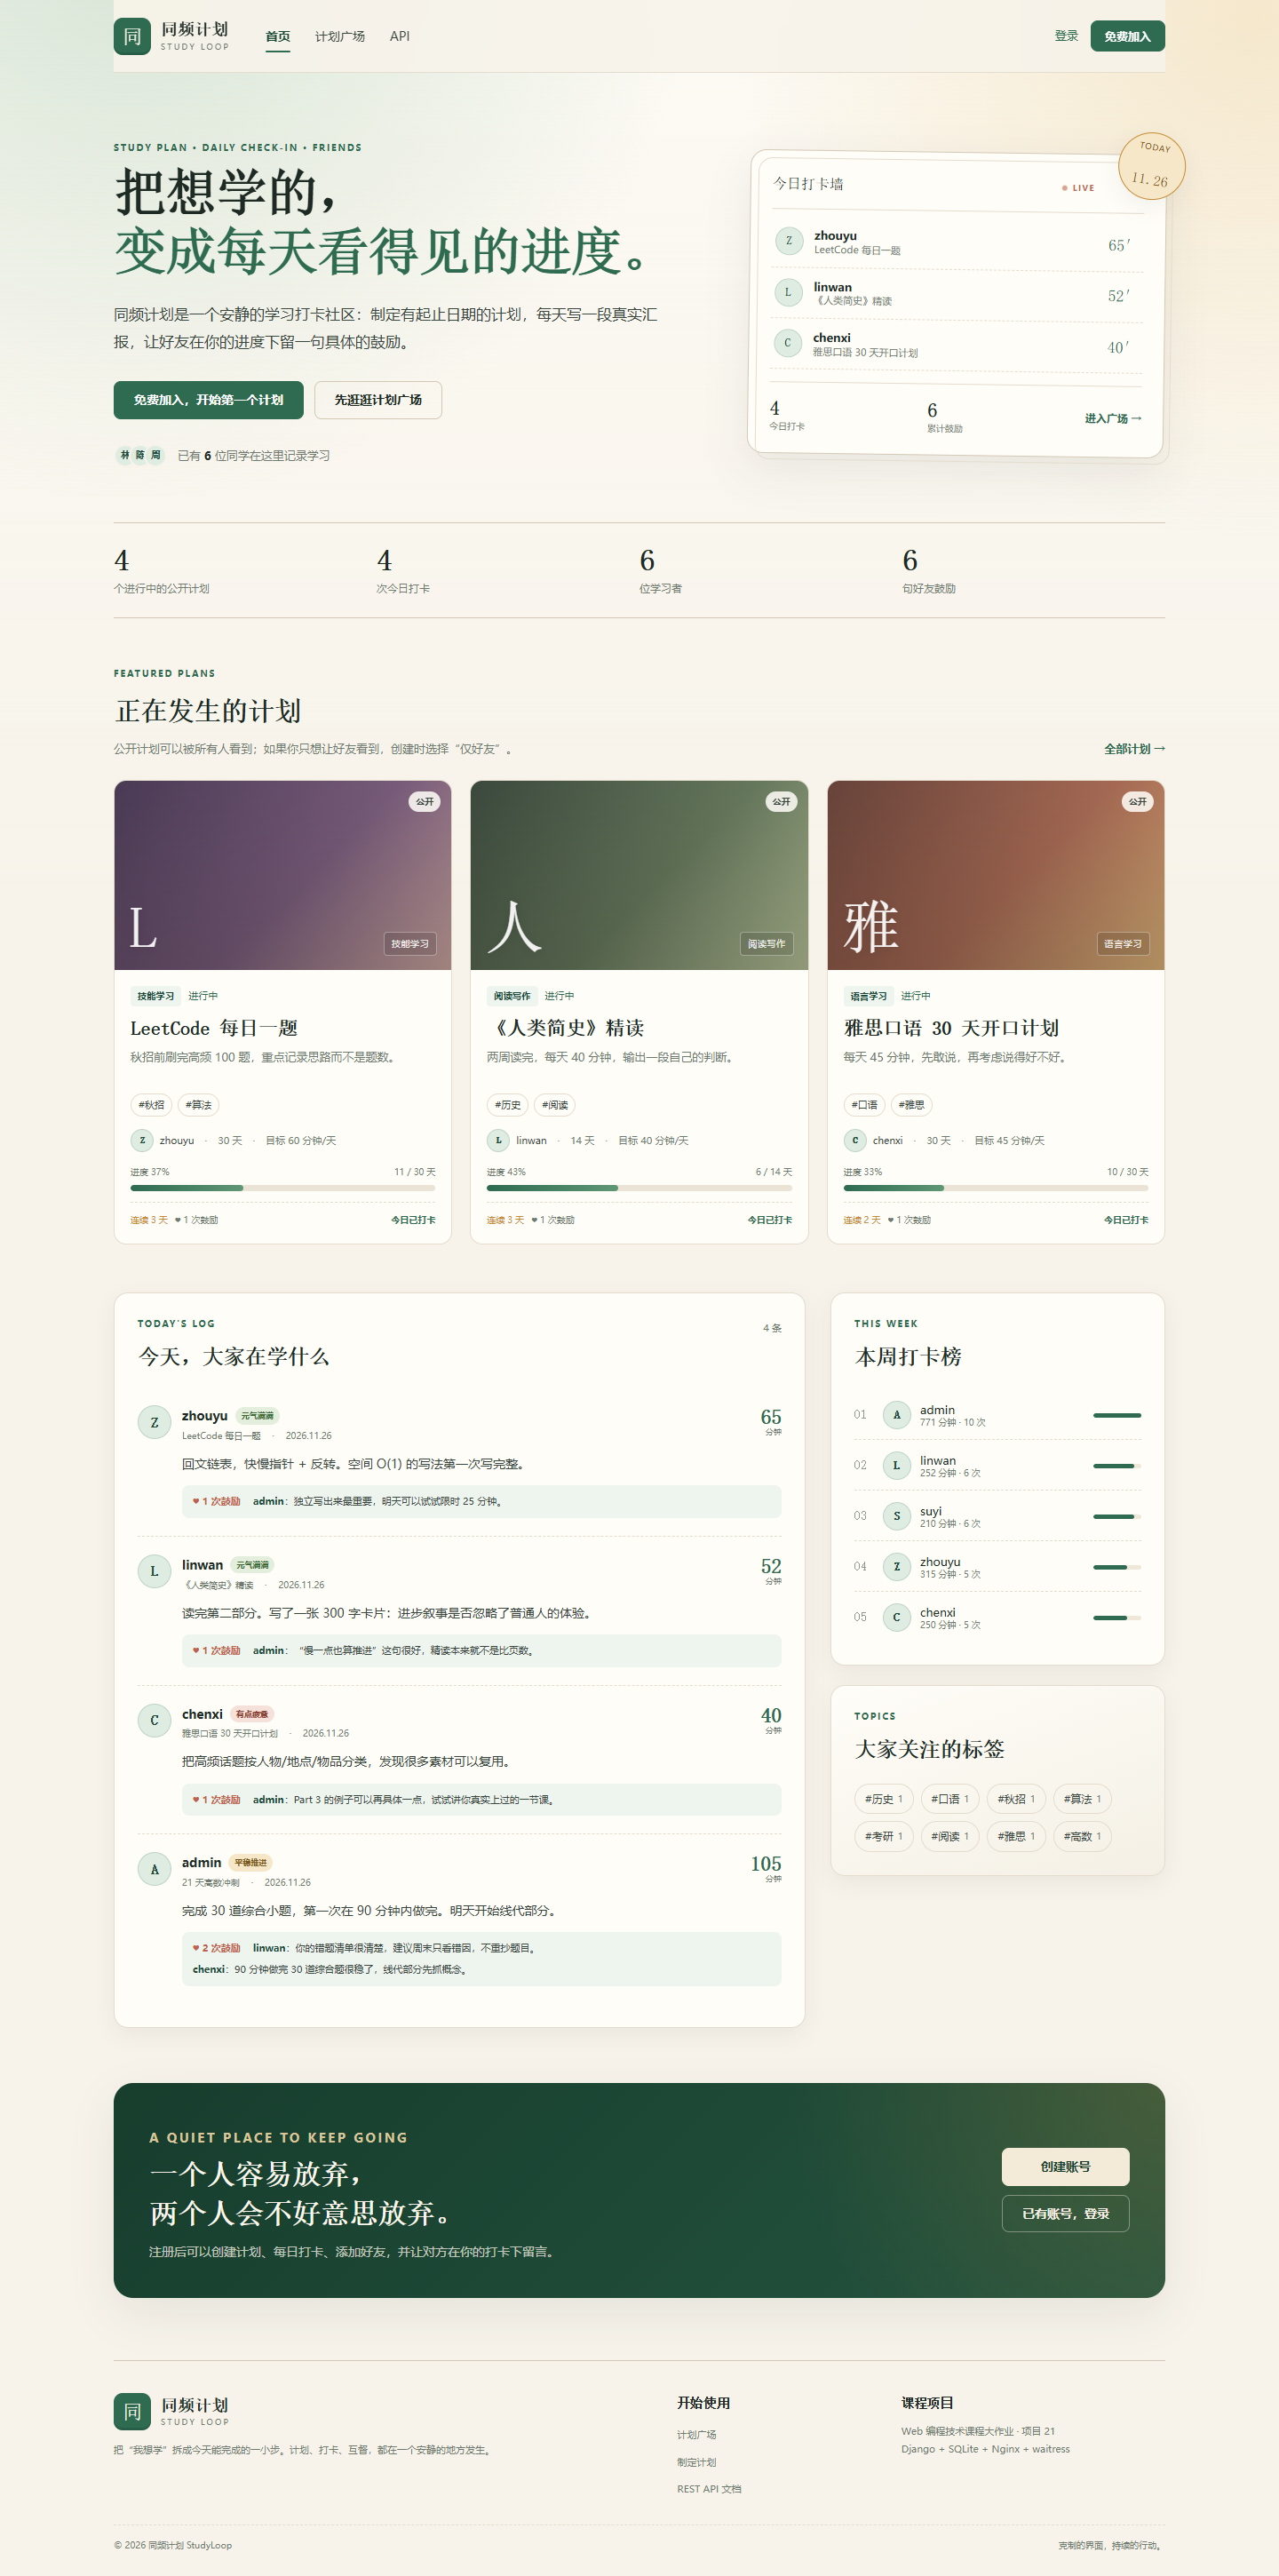 同 同频计划
STUDY LOOP
首页 计划广场 API
登录 免费加入
STUDY PLAN • DAILY CHECK-IN • FRIENDS
把想学的，
变成每天看得见的进度。
同频计划是一个安静的学习打卡社区：制定有起止日期的计划，每天写一段真实汇
报，让好友在你的进度下留一句具体的鼓励。
免费加入，开始第一个计划 先逛逛计划广场
林 陈 周 已有 6 位同学在这里记录学习
TODAY
11.26
今日打卡墙 LIVE
Z zhouyu 65′
LeetCode 每日一题
L linwan 52′
《人类简史》精读
C chenxi 40′
雅思口语 30 天开口计划
4 6 进入广场 →
今日打卡 累计鼓励
4 4 6 6
个进行中的公开计划 次今日打卡 位学习者 句好友鼓励
FEATURED PLANS
正在发生的计划
公开计划可以被所有人看到；如果你只想让好友看到，创建时选择“仅好友”。 全部计划 →
公开
L 技能学习
技能学习 进行中
LeetCode 每日一题
秋招前刷完高频 100 题，重点记录思路而不是题数。
#秋招 #算法
Z zhouyu · 30 天 · 目标 60 分钟/天
进度 37% 11 / 30 天
连续 3 天 ♥ 1 次鼓励 今日已打卡
公开
人 阅读写作
阅读写作 进行中
《人类简史》精读
两周读完，每天 40 分钟，输出一段自己的判断。
#历史 #阅读
L linwan · 14 天 · 目标 40 分钟/天
进度 43% 6 / 14 天
连续 3 天 ♥ 1 次鼓励 今日已打卡
公开
雅 语言学习
语言学习 进行中
雅思口语 30 天开口计划
每天 45 分钟，先敢说，再考虑说得好不好。
#口语 #雅思
C chenxi · 30 天 · 目标 45 分钟/天
进度 33% 10 / 30 天
连续 2 天 ♥ 1 次鼓励 今日已打卡
TODAY'S LOG
4 条
今天，大家在学什么
Z zhouyu 元气满满 65
LeetCode 每日一题 · 2026.11.26 分钟
回文链表，快慢指针 + 反转。空间 O(1) 的写法第一次写完整。
♥ 1 次鼓励 admin：独立写出来最重要，明天可以试试限时 25 分钟。
L linwan 元气满满 52
《人类简史》精读 · 2026.11.26 分钟
读完第二部分。写了一张 300 字卡片：进步叙事是否忽略了普通人的体验。
♥ 1 次鼓励 admin：“慢一点也算推进”这句很好，精读本来就不是比页数。
C chenxi 有点疲惫 40
雅思口语 30 天开口计划 · 2026.11.26 分钟
把高频话题按人物/地点/物品分类，发现很多素材可以复用。
♥ 1 次鼓励 admin：Part 3 的例子可以再具体一点，试试讲你真实上过的一节课。
A admin 平稳推进 105
21 天高数冲刺 · 2026.11.26 分钟
完成 30 道综合小题，第一次在 90 分钟内做完。明天开始线代部分。
♥ 2 次鼓励 linwan：你的错题清单很清楚，建议周末只看错因，不重抄题目。
chenxi：90 分钟做完 30 道综合题很稳了，线代部分先抓概念。
THIS WEEK
本周打卡榜
01 A admin
771 分钟 · 10 次
02 L linwan
252 分钟 · 6 次
03 S suyi
210 分钟 · 6 次
04 Z zhouyu
315 分钟 · 5 次
05 C chenxi
250 分钟 · 5 次
TOPICS
大家关注的标签
#历史 1 #口语 1 #秋招 1 #算法 1
#考研 1 #阅读 1 #雅思 1 #高数 1
A QUIET PLACE TO KEEP GOING
一个人容易放弃，
两个人会不好意思放弃。
注册后可以创建计划、每日打卡、添加好友，并让对方在你的打卡下留言。
创建账号
已有账号，登录
同 同频计划
STUDY LOOP
把“我想学”拆成今天能完成的一小步。计划、打卡、互督，都在一个安静的地方发生。
开始使用
计划广场
制定计划
REST API 文档
课程项目
Web 编程技术课程大作业 · 项目 21
Django + SQLite + Nginx + waitress
© 2026 同频计划 StudyLoop 克制的界面，持续的行动。